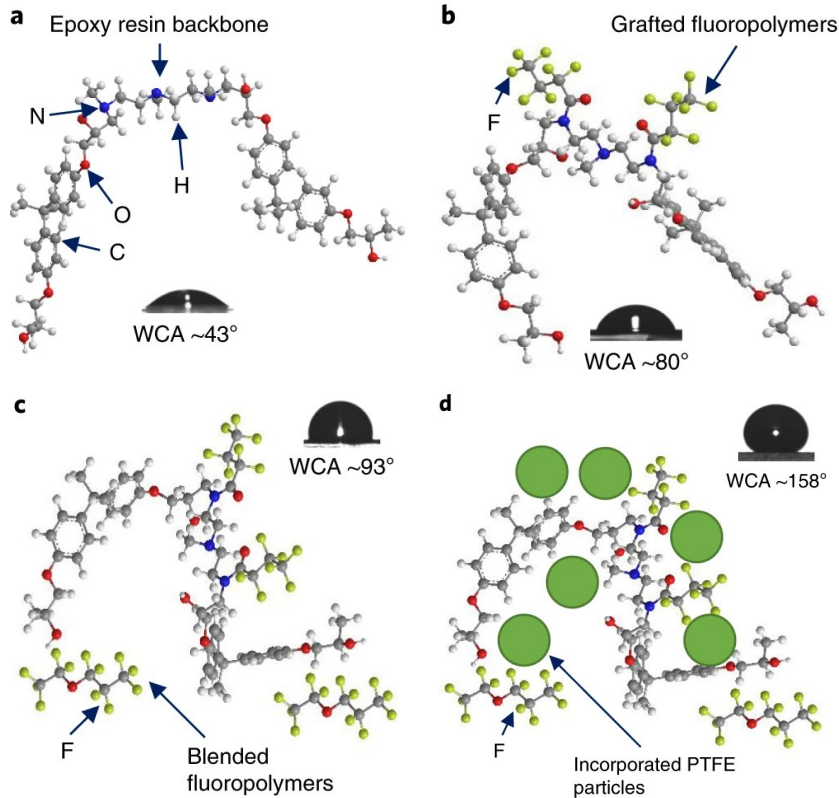 a
Epoxy resin backbone
N
H
O
C
WCA ~43°
b
Grafted fluoropolymers
F
WCA ~80°
c
WCA ~93°
F
Blended
fluoropolymers
d
WCA ~158°
F
Incorporated PTFE
particles